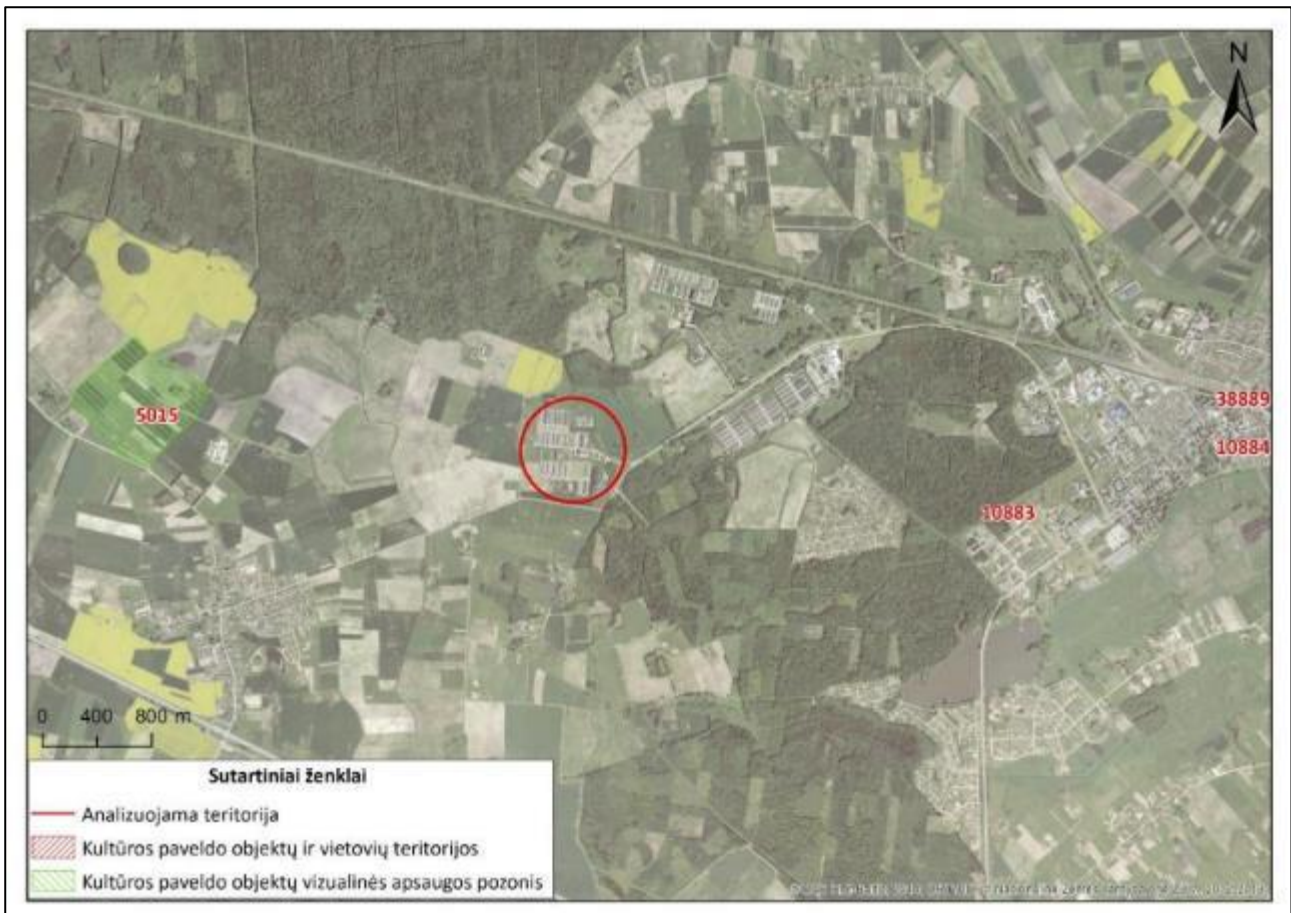 N
5015
38889
10884
10883
0 400 800 m
Sutartiniai ženklai
Analizuojama teritorija
Kultūros paveldo objektų ir vietovių teritorijos
Kultūros paveldo objektų vizualinės apsaugos pozonis